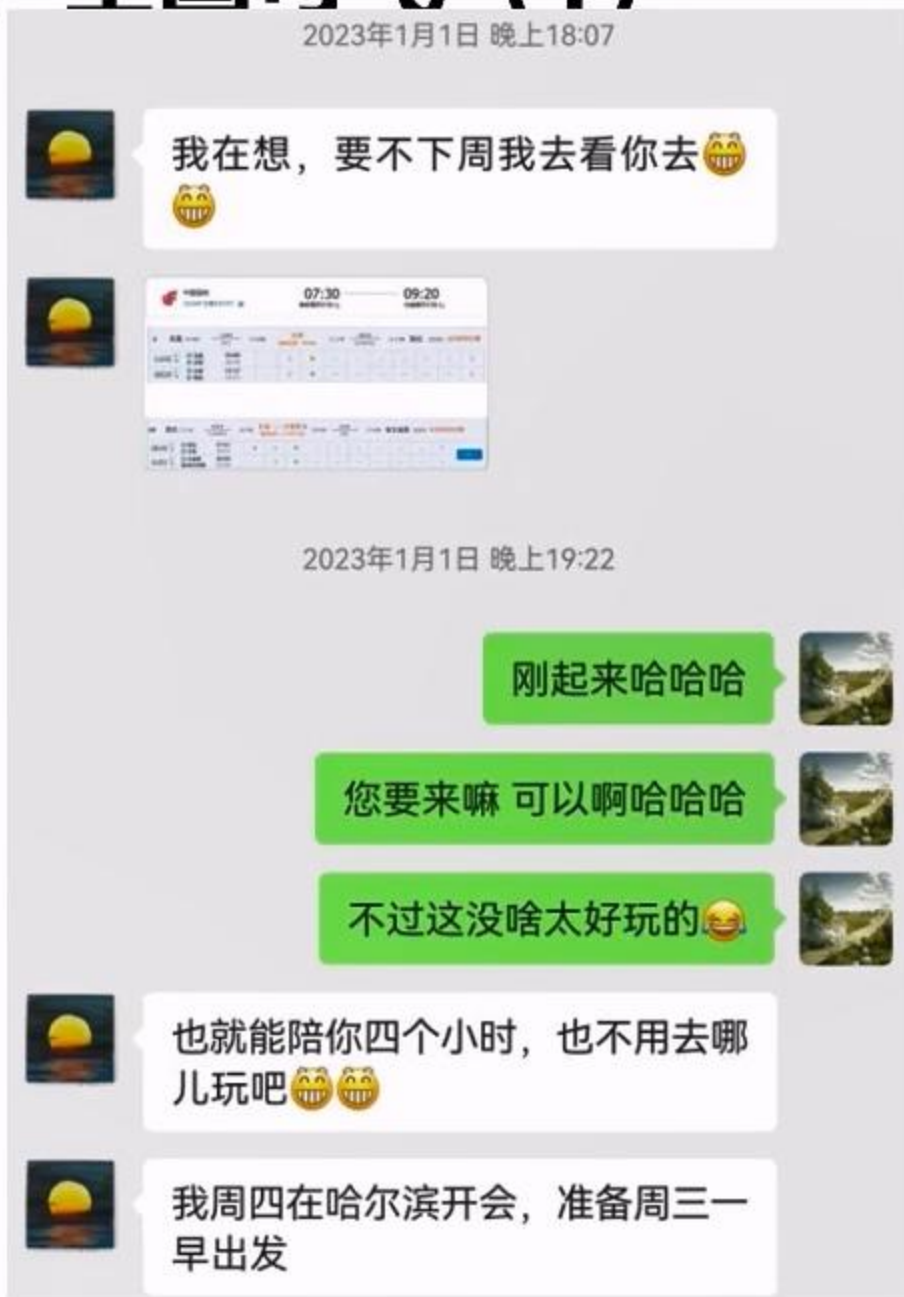 2023年1月1日 晚上18:07
我在想，要不下周我去看你去😁
😁
07:30
09:20
2023年1月1日 晚上19:22
刚起来哈哈哈
您要来嘛 可以啊哈哈哈
不过这没啥太好玩的😂
也就能陪你四个小时，也不用去哪
儿玩吧😁😁
我周四在哈尔滨开会，准备周三一
早出发